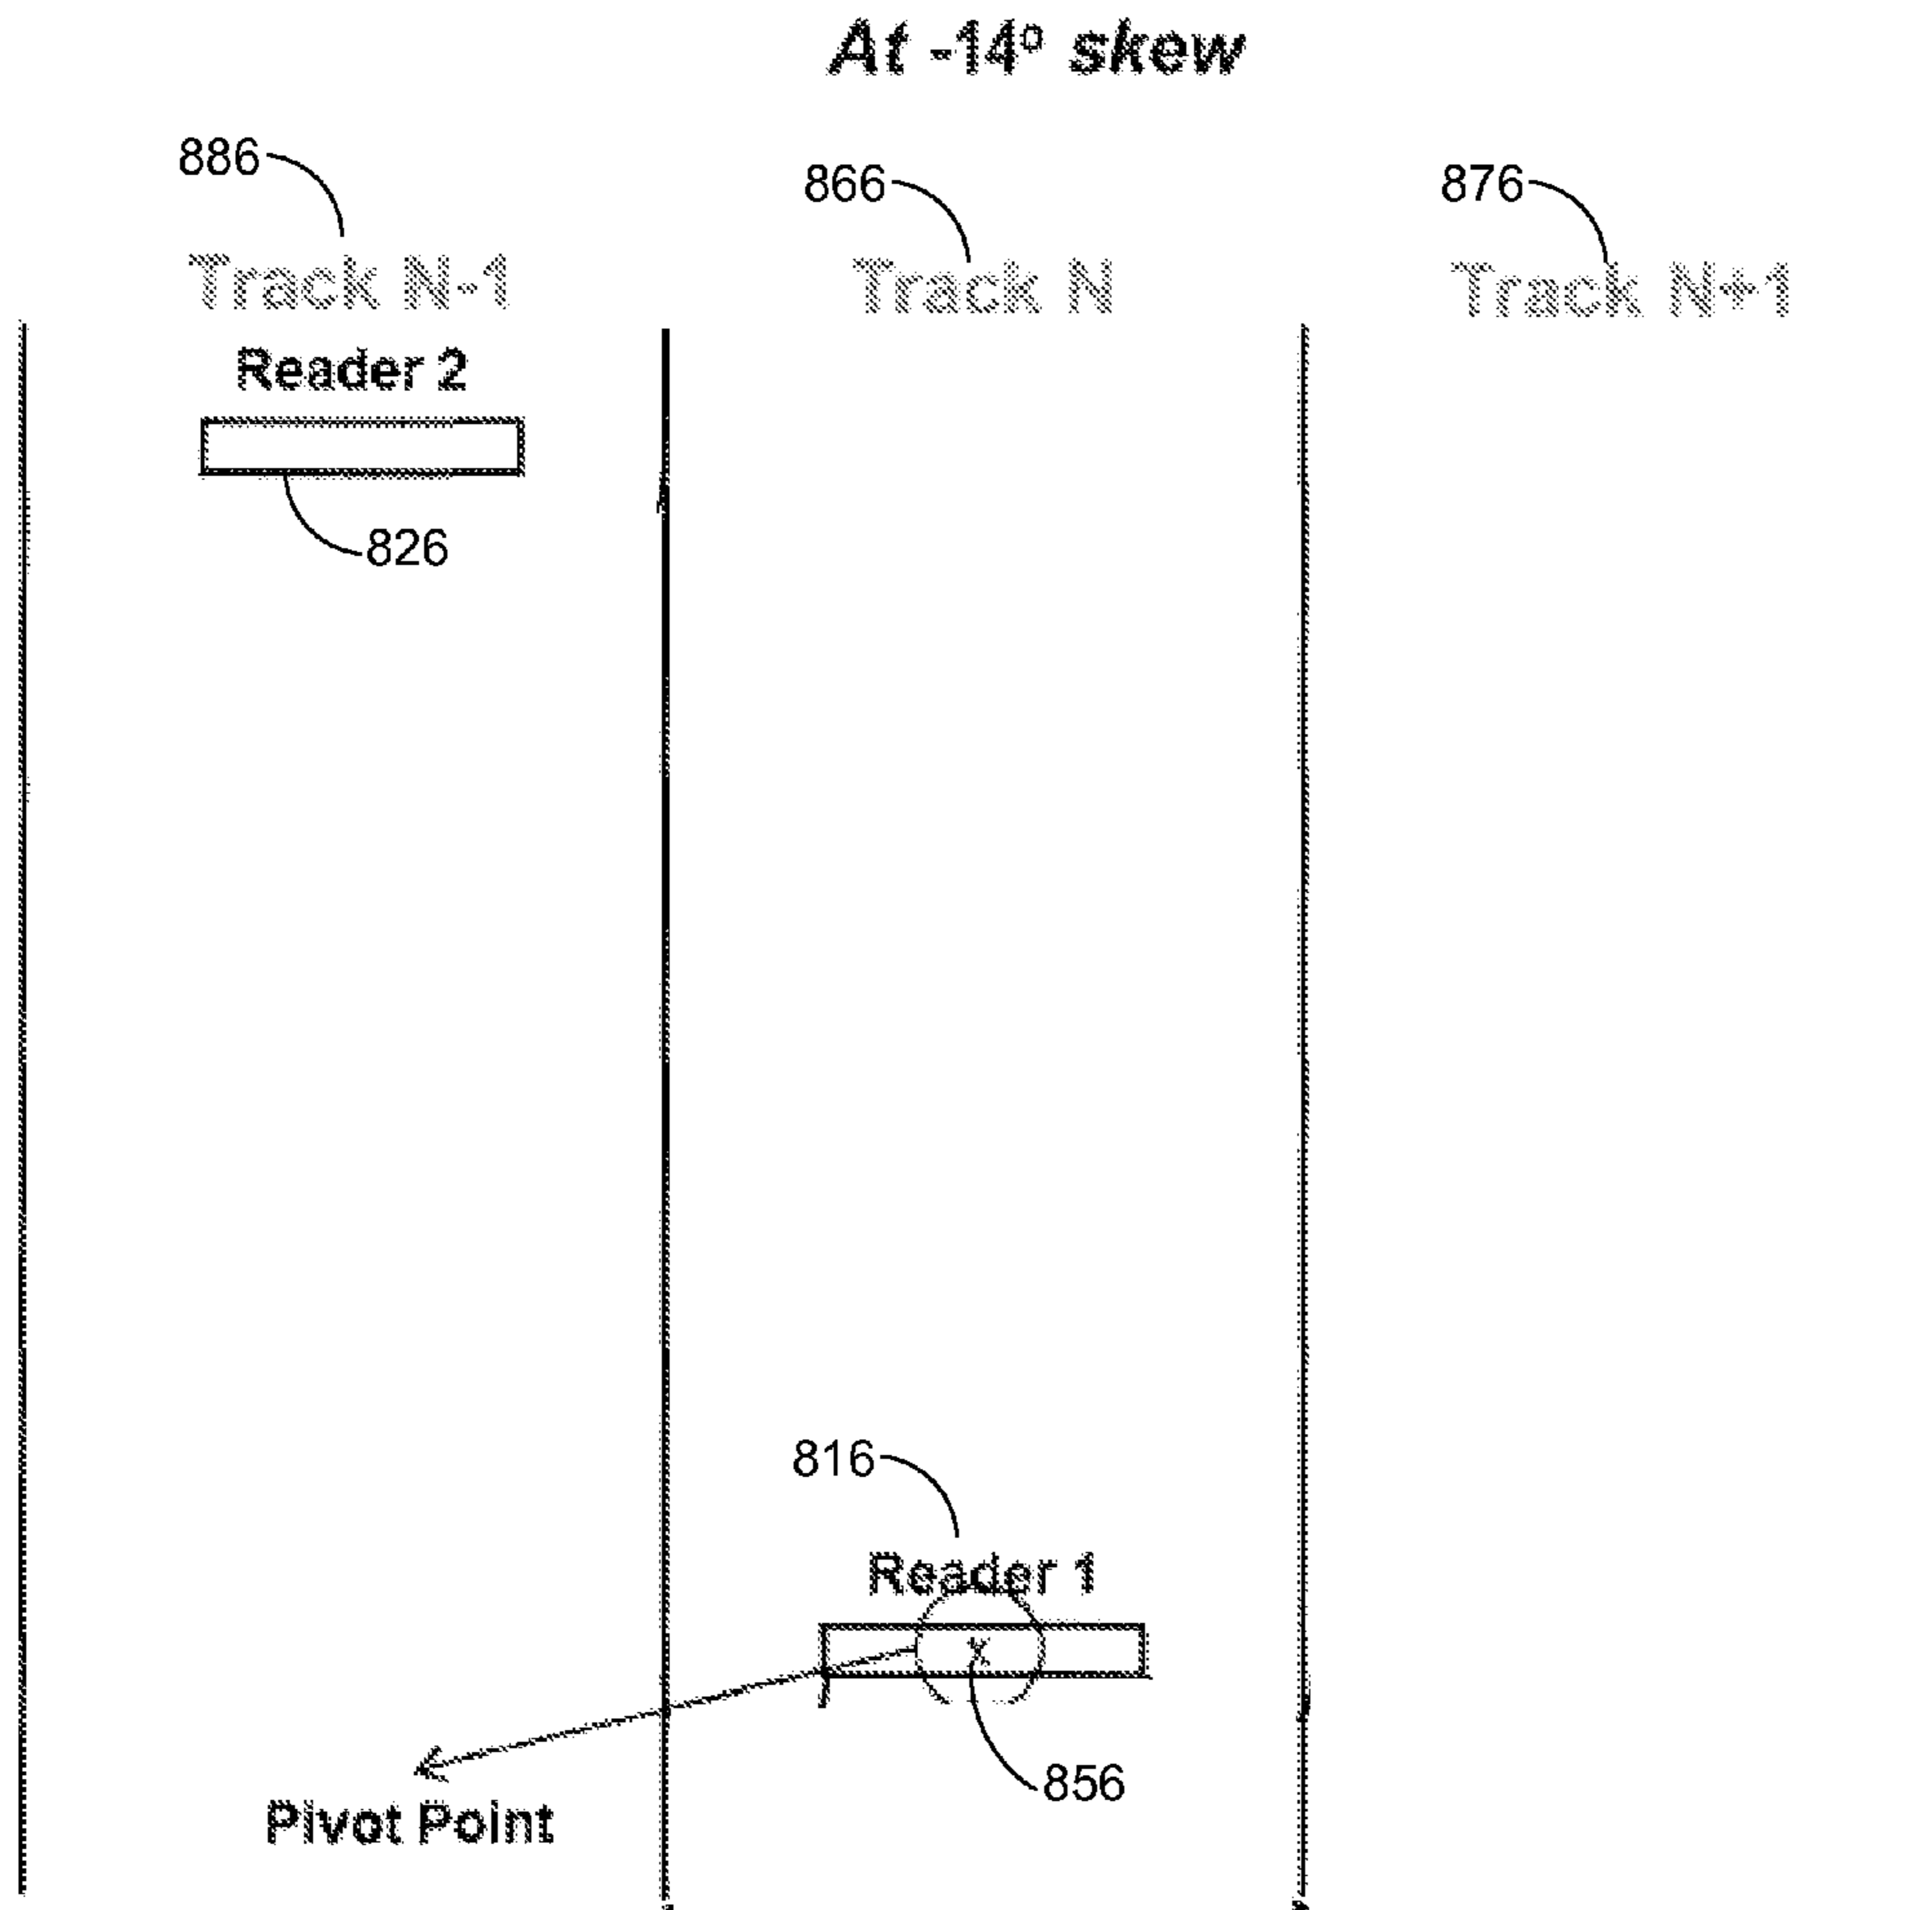 At -14° skew
886
866
876
Track N-1
Track N
Track N+1
Reader 2
826
816
Reader 1
x
856
Pivot Point